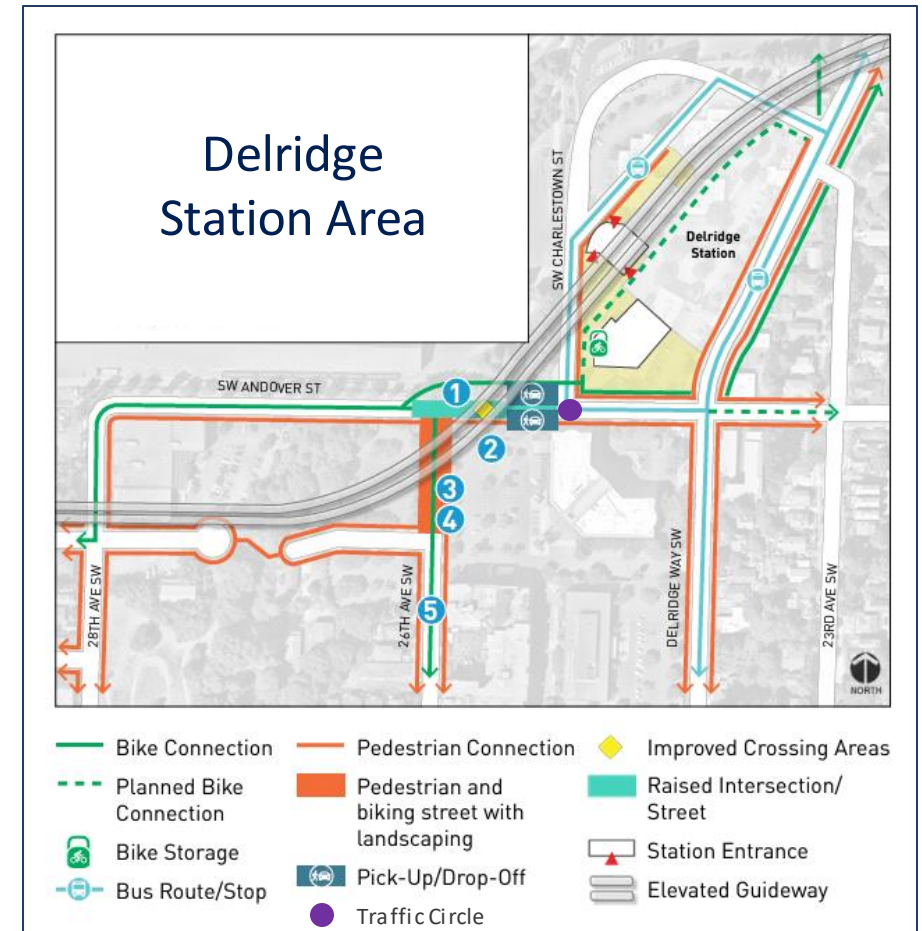 Delridge
Station Area
SW CHARLESTOWN ST
Delridge
Station
SW ANDOVER ST
1
2
3
4
5
28TH AVE SW
26TH AVE SW
DELRIDGE WAY SW
23RD AVE SW
NORTH
Bike Connection
Planned Bike
Connection
Bike Storage
Bus Route/Stop
Pedestrian Connection
Pedestrian and
biking street with
landscaping
Pick-Up/Drop-Off
Traffic Circle
Improved Crossing Areas
Raised Intersection/
Street
Station Entrance
Elevated Guideway